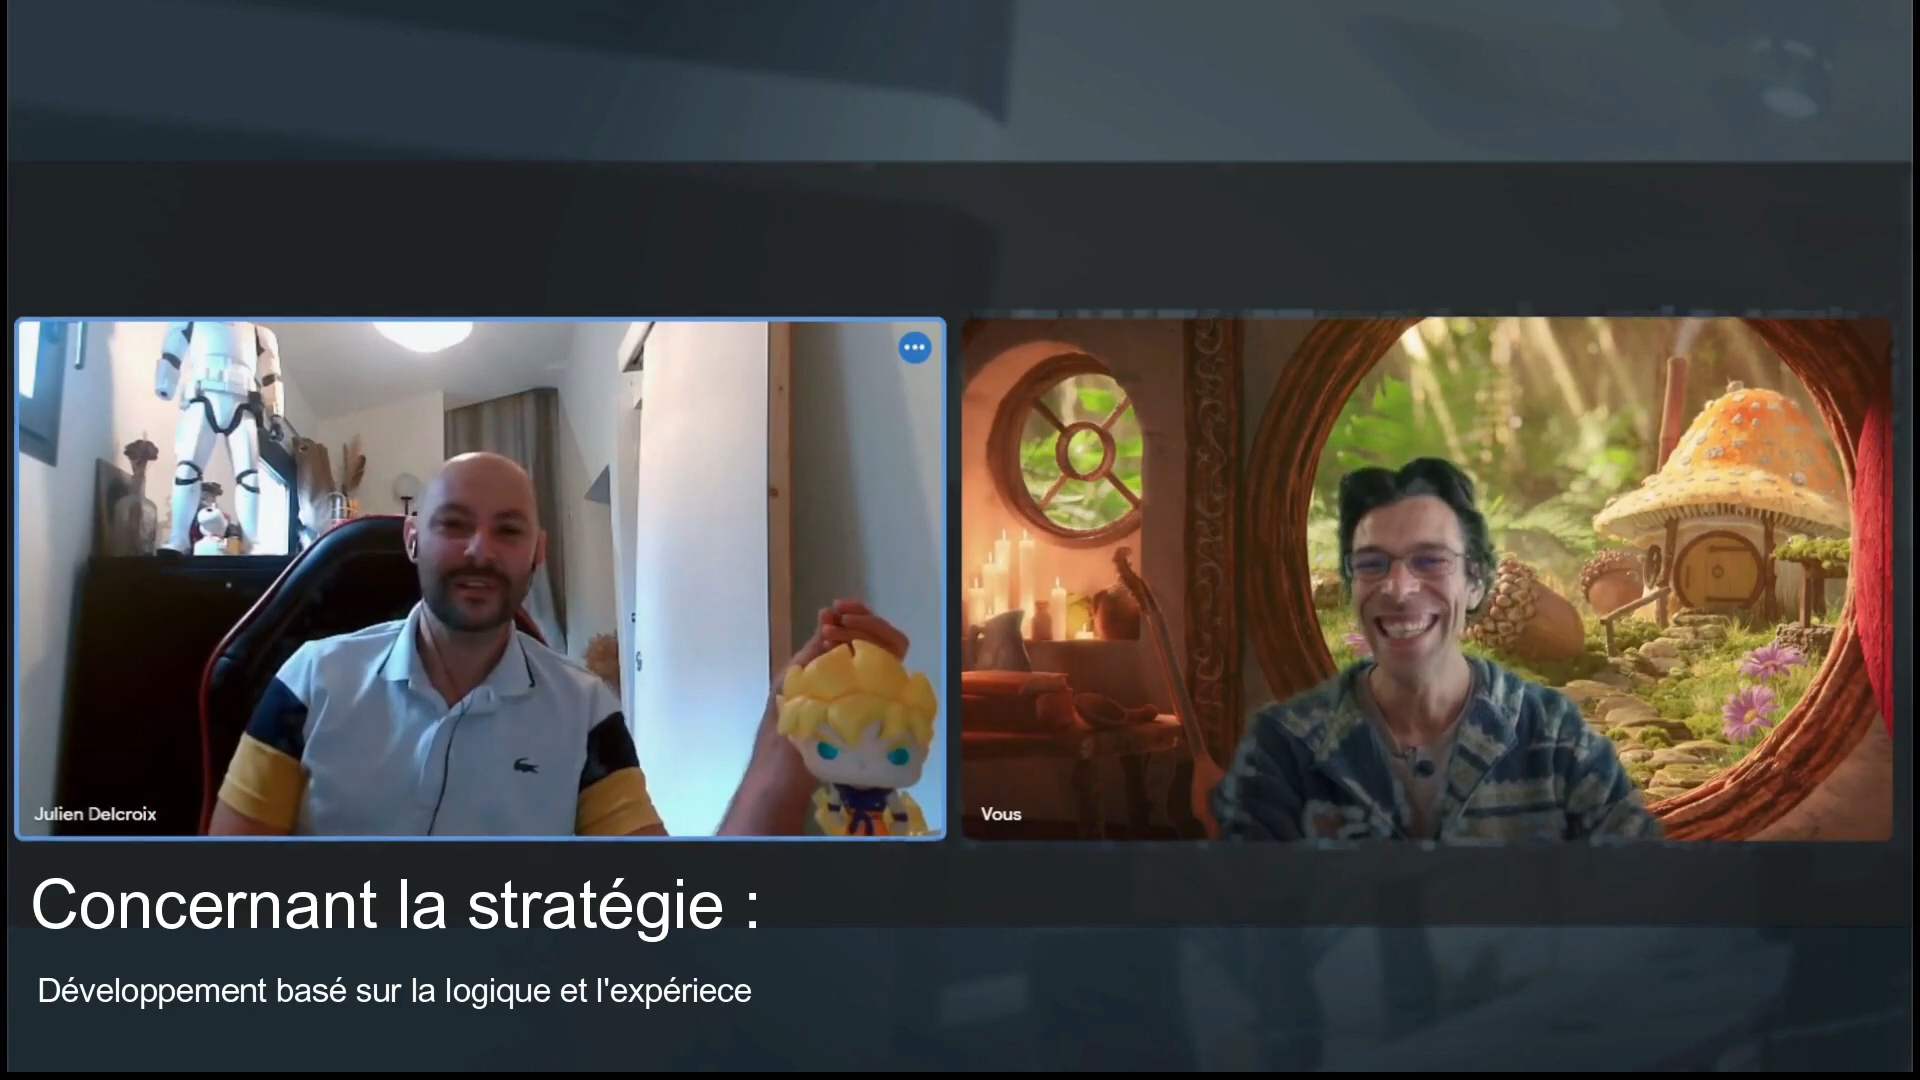 Julien Delcroix
Vous
Concernant la stratégie :
Développement basé sur la logique et l'expériece